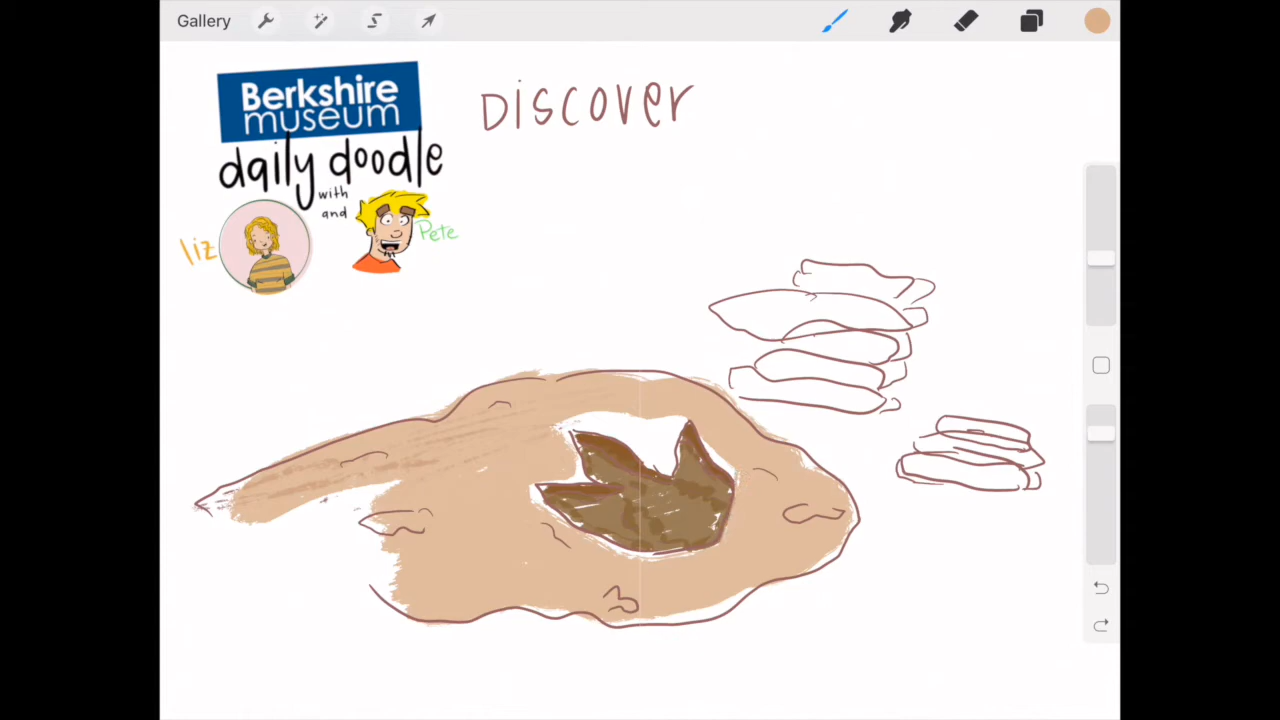 Gallery
Berkshire
museum
DISCOVER
daily doodle
with
and
liz
Pete